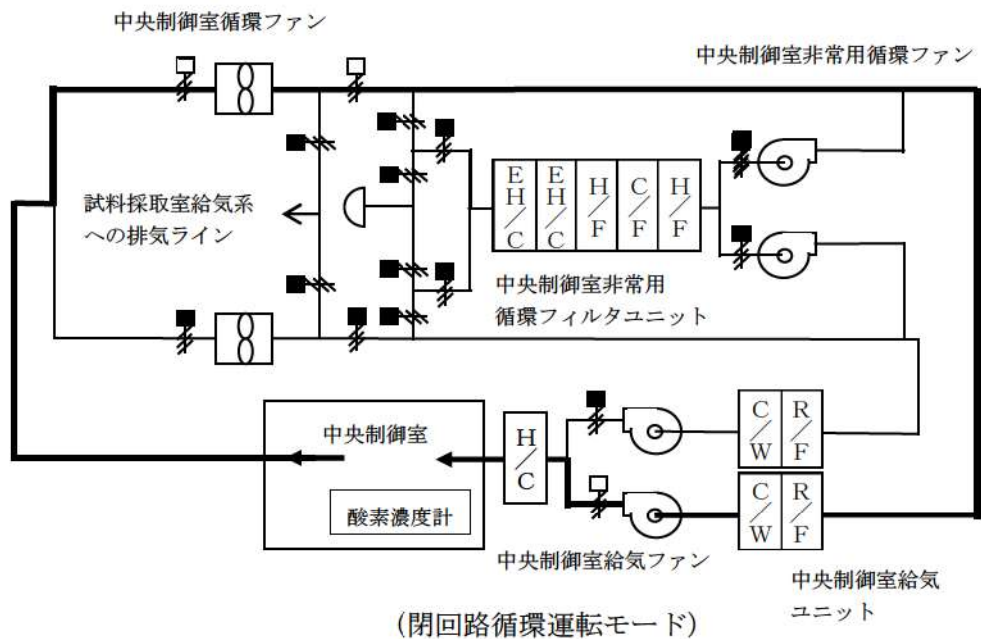 中央制御室循環ファン
中央制御室非常用循環ファン
試料採取室給気系
への排気ライン
EH/C
EH/C
H/F
C/F
H/F
中央制御室非常用
循環フィルタユニット
中央制御室
酸素濃度計
H/C
C/W
R/F
C/W
R/F
中央制御室給気ファン
中央制御室給気
ユニット
(閉回路循環運転モード)